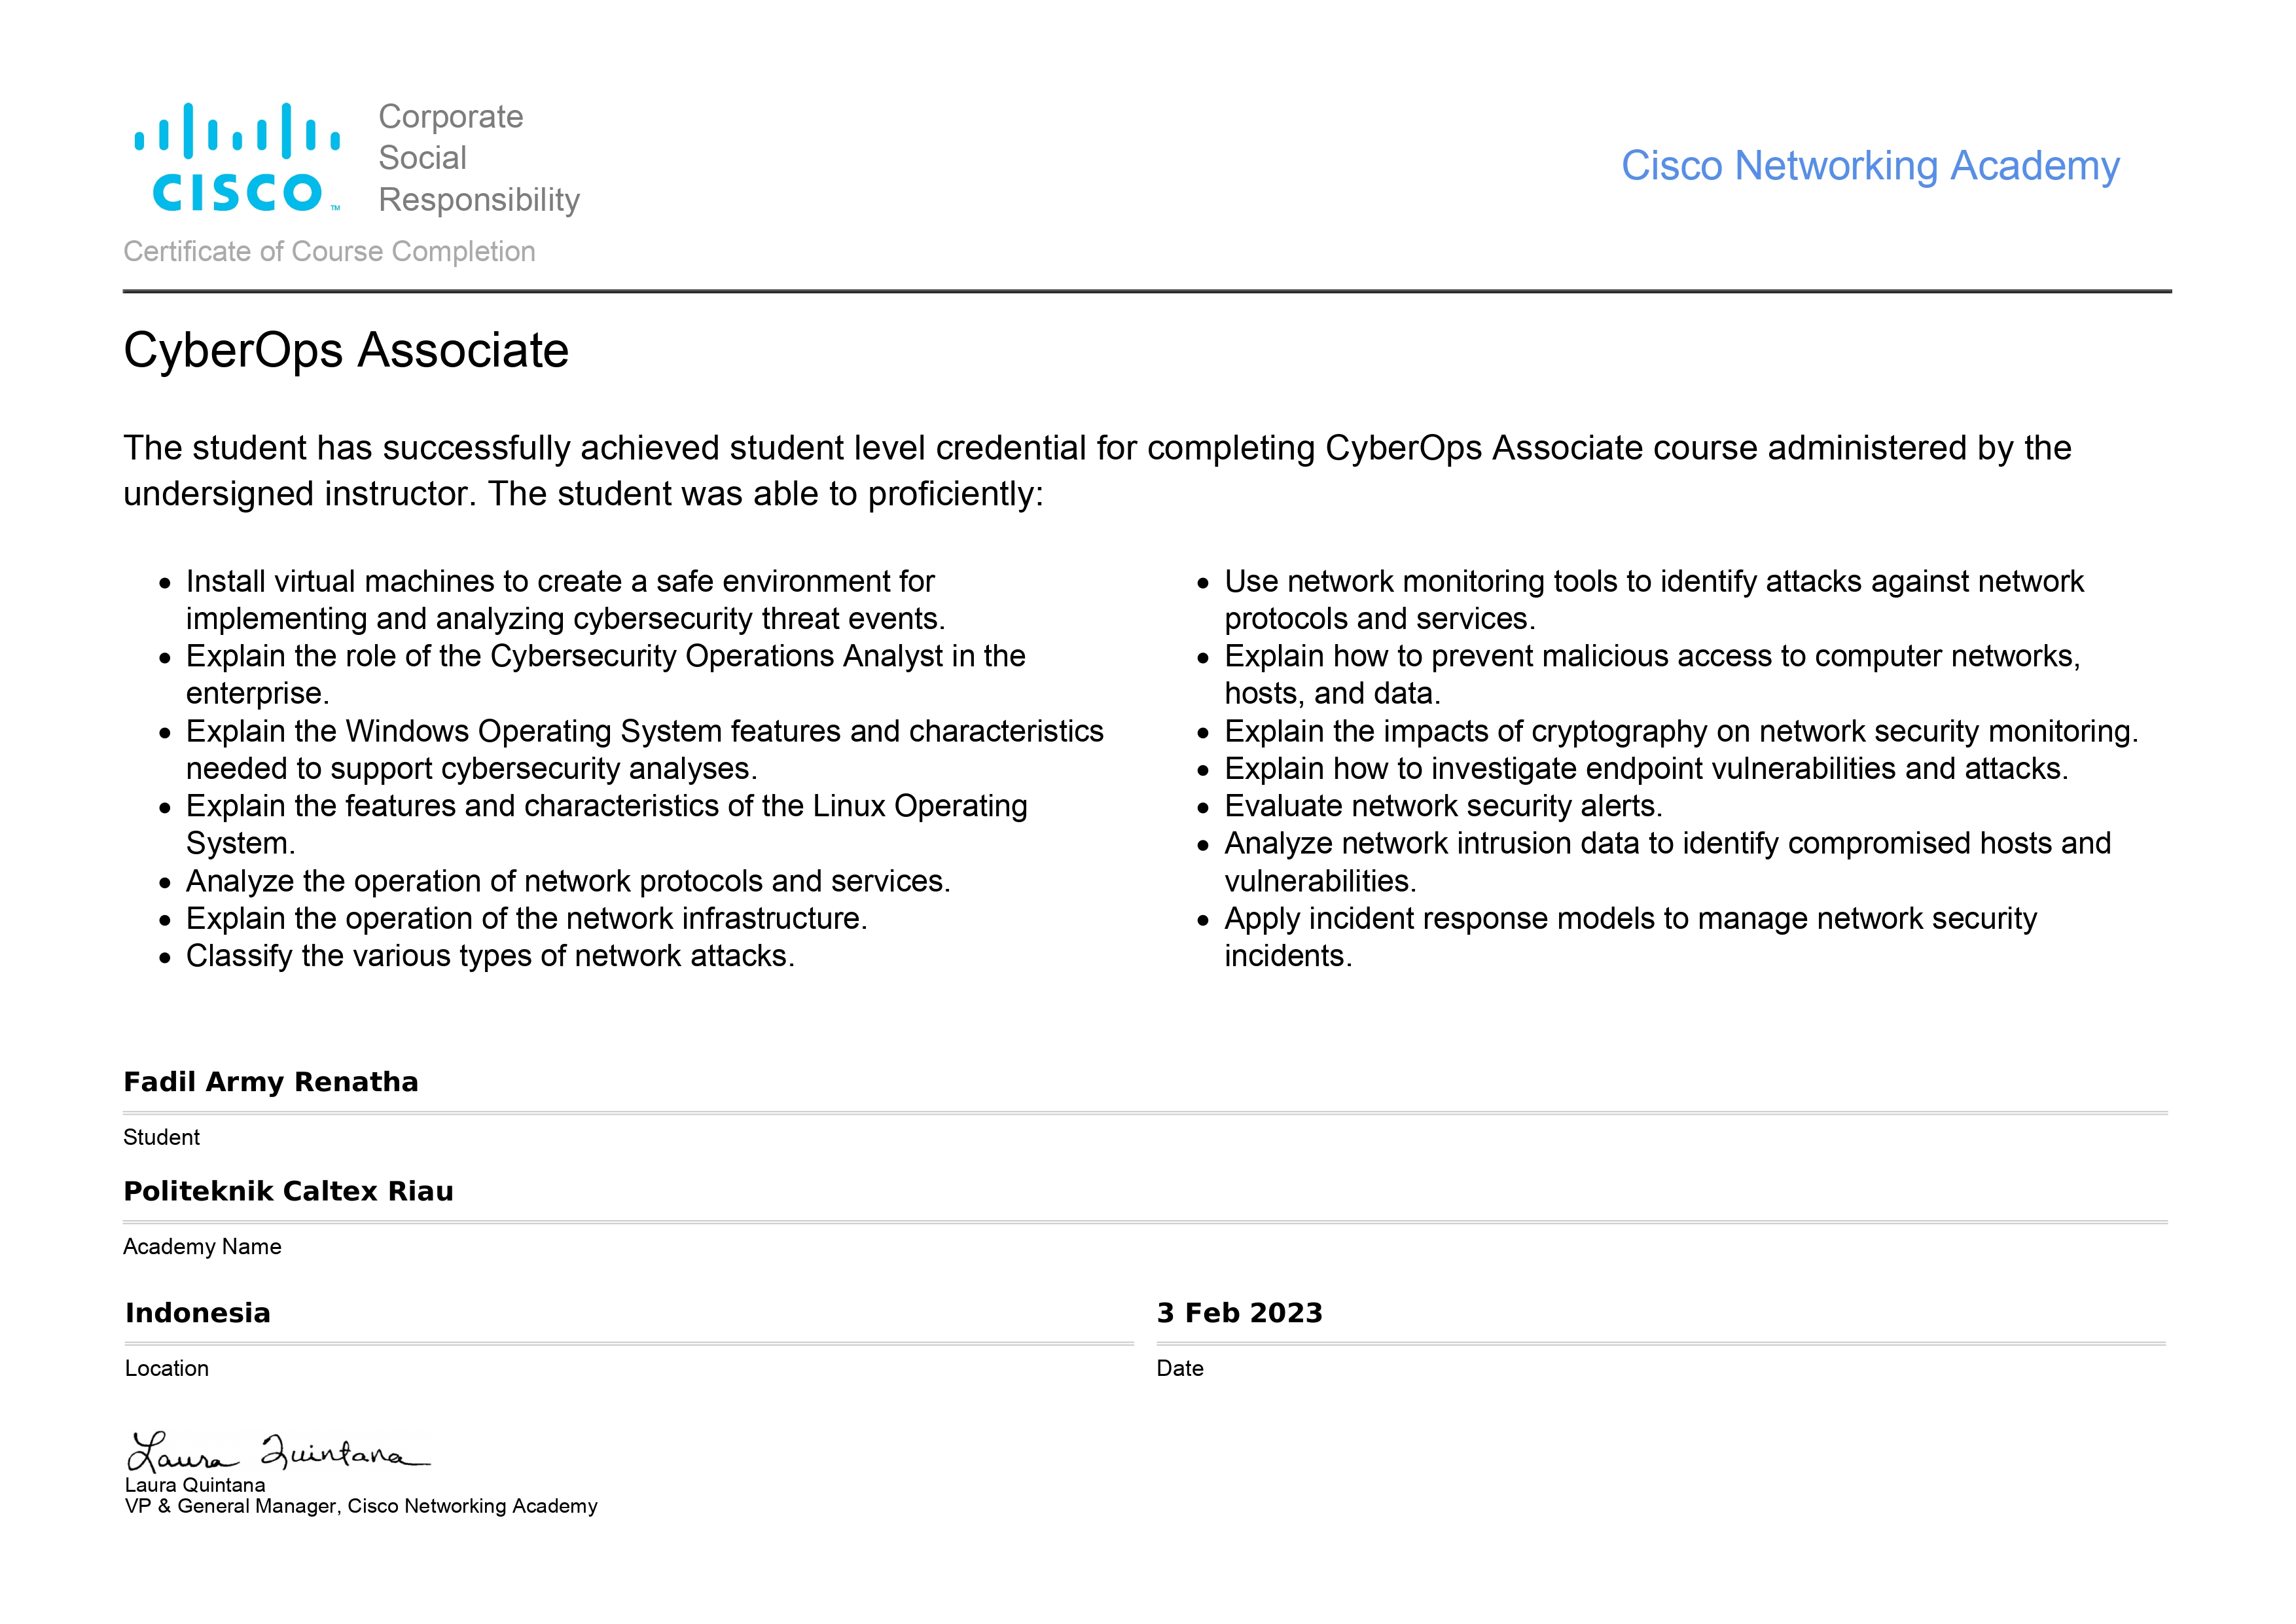 Corporate
Social
Responsibility
CISCO™
Cisco Networking Academy
Certificate of Course Completion
CyberOps Associate
The student has successfully achieved student level credential for completing CyberOps Associate course administered by the
undersigned instructor. The student was able to proficiently:
• Install virtual machines to create a safe environment for
implementing and analyzing cybersecurity threat events.
• Explain the role of the Cybersecurity Operations Analyst in the
enterprise.
• Explain the Windows Operating System features and characteristics
needed to support cybersecurity analyses.
• Explain the features and characteristics of the Linux Operating
System.
• Analyze the operation of network protocols and services.
• Explain the operation of the network infrastructure.
• Classify the various types of network attacks.
• Use network monitoring tools to identify attacks against network
protocols and services.
• Explain how to prevent malicious access to computer networks,
hosts, and data.
• Explain the impacts of cryptography on network security monitoring.
• Explain how to investigate endpoint vulnerabilities and attacks.
• Evaluate network security alerts.
• Analyze network intrusion data to identify compromised hosts and
vulnerabilities.
• Apply incident response models to manage network security
incidents.
Fadil Army Renatha
Student
Politeknik Caltex Riau
Academy Name
Indonesia
Location
3 Feb 2023
Date
Laura Quintana
Laura Quintana
VP & General Manager, Cisco Networking Academy